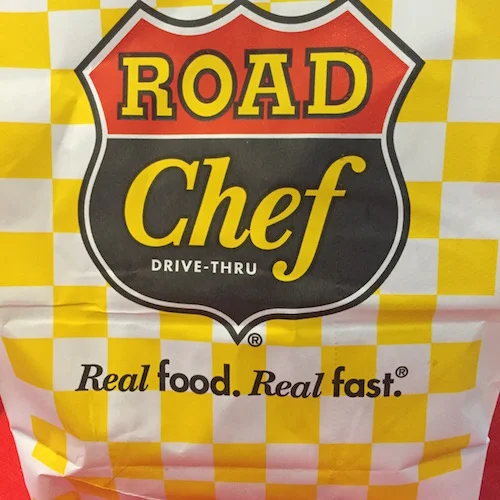 ROAD
Chef
DRIVE-THRU
®
Real food. Real fast.®